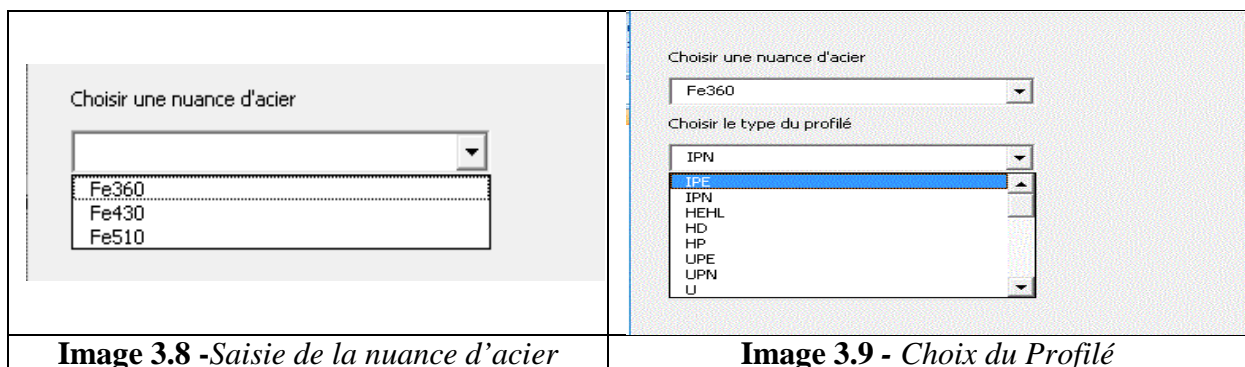 Choisir une nuance d'acier
Fe360
Fe430
Fe510
Image 3.8 -Saisie de la nuance d’acier
Choisir une nuance d'acier
Fe360
Choisir le type du profilé
IPN
IPE
IPN
HEHL
HD
HP
UPE
UPN
U
Image 3.9 - Choix du Profilé